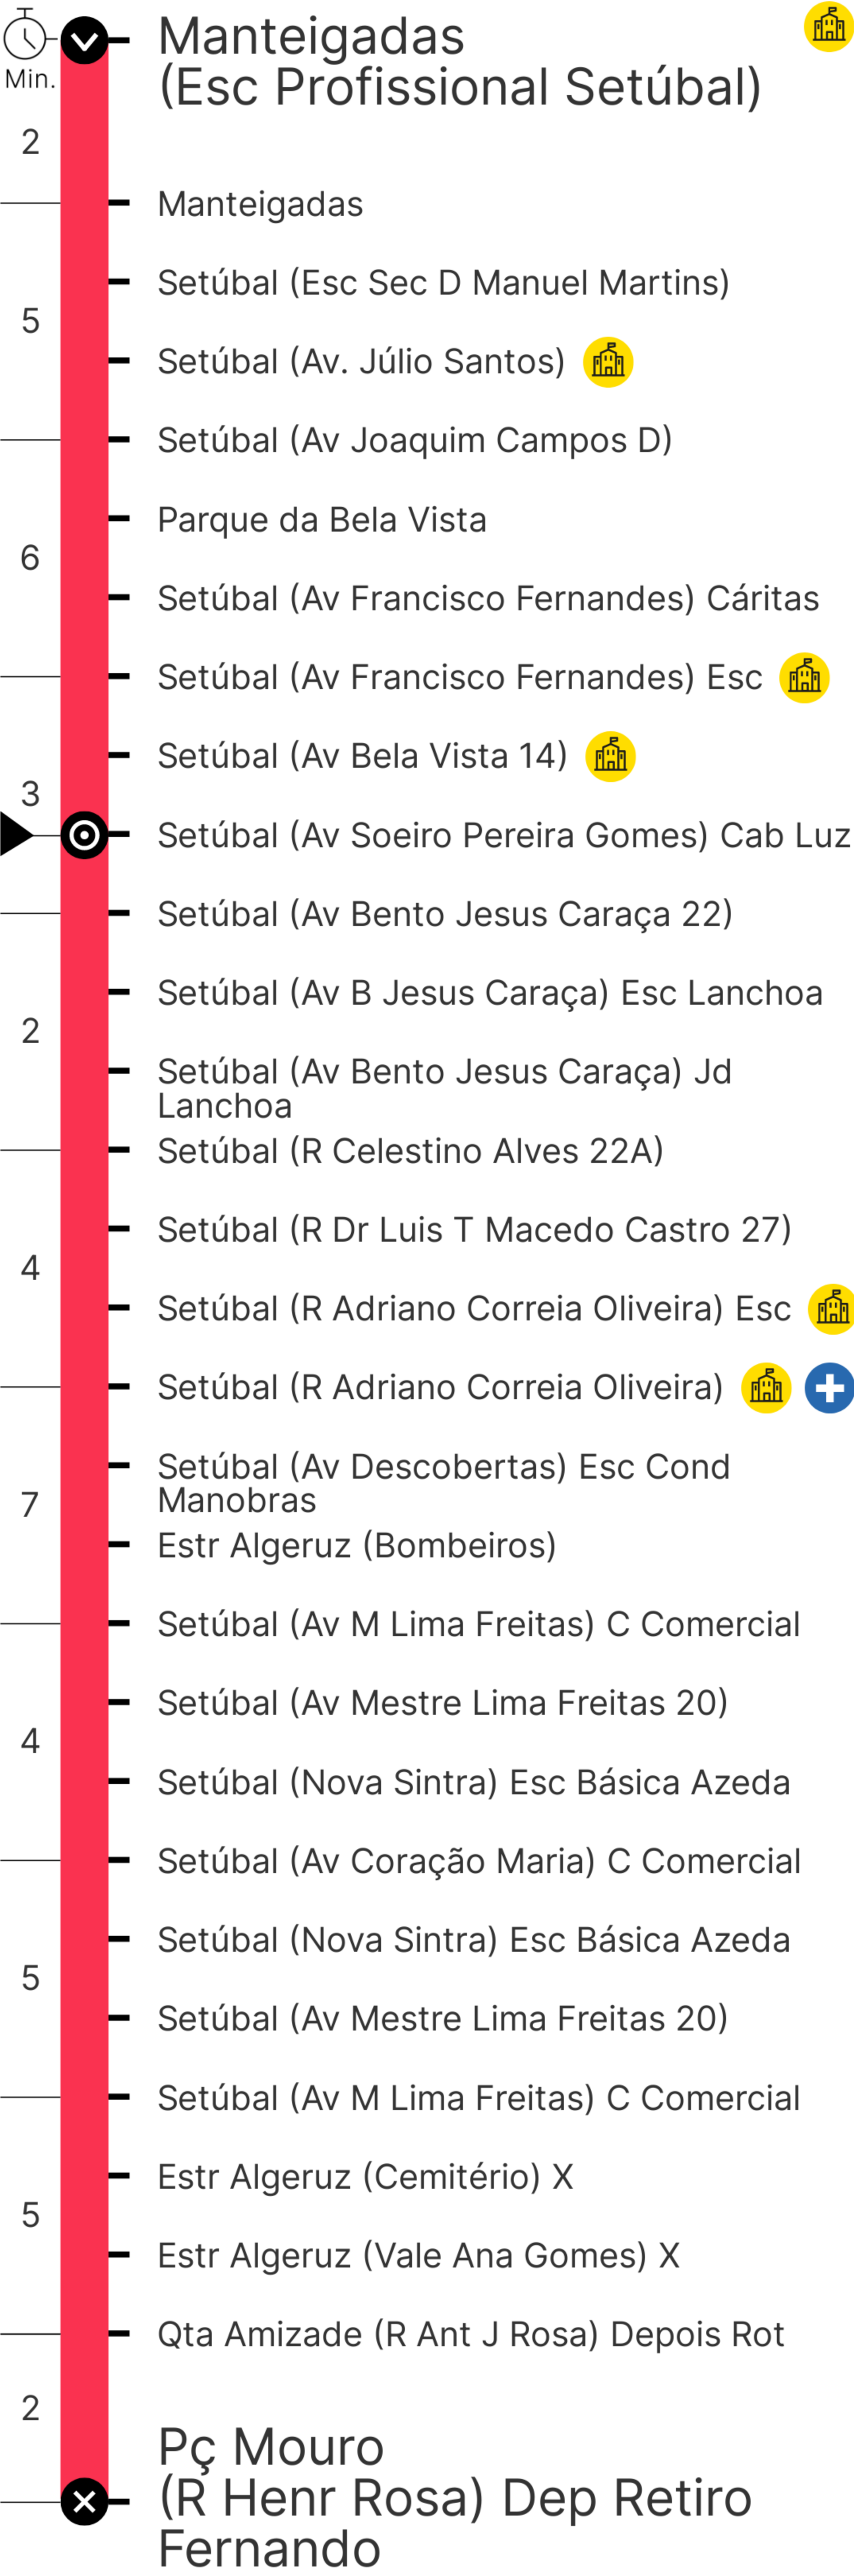 Manteigadas
(Esc Profissional Setúbal)
Min.
2
Manteigadas
Setúbal (Esc Sec D Manuel Martins)
5
Setúbal (Av. Júlio Santos)
Setúbal (Av Joaquim Campos D)
Parque da Bela Vista
6
Setúbal (Av Francisco Fernandes) Cáritas
Setúbal (Av Francisco Fernandes) Esc
Setúbal (Av Bela Vista 14)
3
Setúbal (Av Soeiro Pereira Gomes) Cab Luz
Setúbal (Av Bento Jesus Caraça 22)
Setúbal (Av B Jesus Caraça) Esc Lanchoa
2
Setúbal (Av Bento Jesus Caraça) Jd
Lanchoa
Setúbal (R Celestino Alves 22A)
Setúbal (R Dr Luis T Macedo Castro 27)
4
Setúbal (R Adriano Correia Oliveira) Esc
Setúbal (R Adriano Correia Oliveira)
Setúbal (Av Descobertas) Esc Cond
Manobras
7
Estr Algeruz (Bombeiros)
Setúbal (Av M Lima Freitas) C Comercial
Setúbal (Av Mestre Lima Freitas 20)
4
Setúbal (Nova Sintra) Esc Básica Azeda
Setúbal (Av Coração Maria) C Comercial
Setúbal (Nova Sintra) Esc Básica Azeda
5
Setúbal (Av Mestre Lima Freitas 20)
Setúbal (Av M Lima Freitas) C Comercial
Estr Algeruz (Cemitério) X
5
Estr Algeruz (Vale Ana Gomes) X
Qta Amizade (R Ant J Rosa) Depois Rot
2
Pç Mouro
(R Henr Rosa) Dep Retiro
Fernando